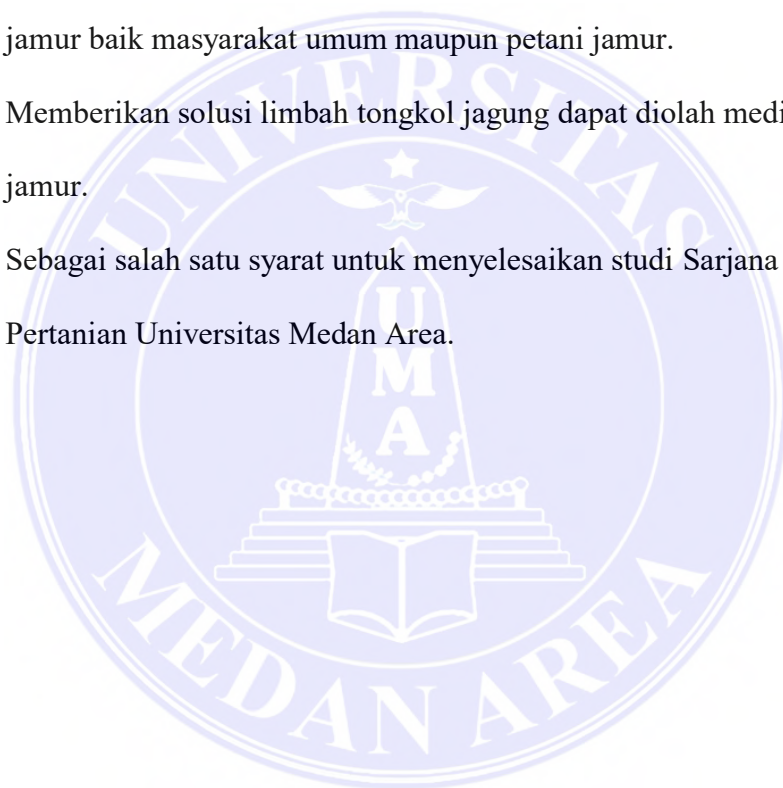 jamur baik masyarakat umum maupun petani jamur.
Memberikan solusi limbah tongkol jagung dapat diolah medi
jamur.
Sebagai salah satu syarat untuk menyelesaikan studi Sarjana
Pertanian Universitas Medan Area.
UNIVERSITAS
UMA
MEDAN AREA